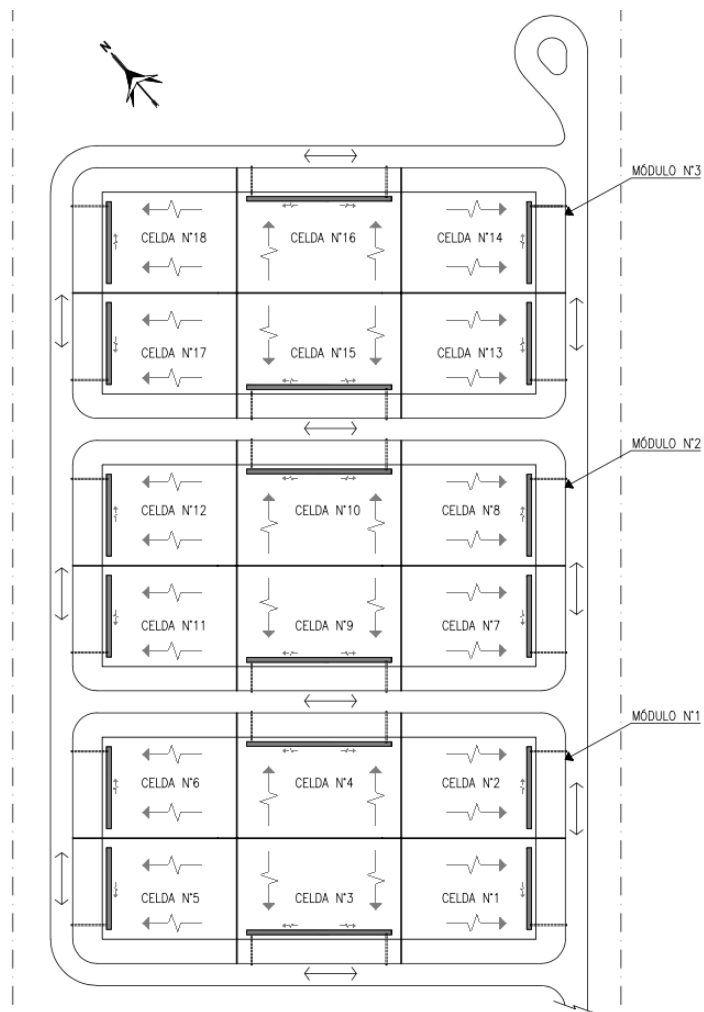 N
MÓDULO N°3
CELDA N°18
CELDA N°16
CELDA N°14
CELDA N°17
CELDA N°15
CELDA N°13
MÓDULO N°2
CELDA N°12
CELDA N°10
CELDA N°8
CELDA N°11
CELDA N°9
CELDA N°7
MÓDULO N°1
CELDA N°6
CELDA N°4
CELDA N°2
CELDA N°5
CELDA N°3
CELDA N°1